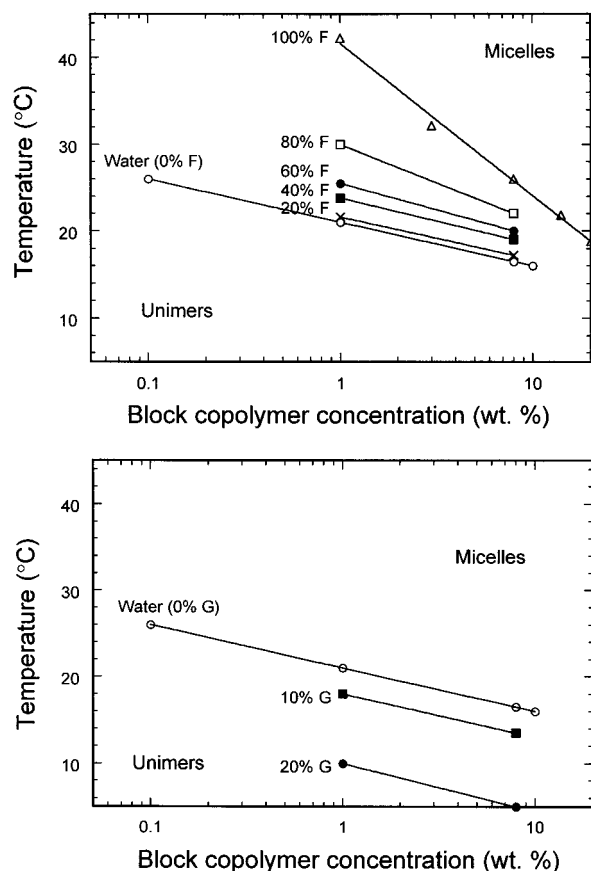 100% F
Micelles
40
80% F
30
Water (0% F)
60% F
40% F
20% F
20
Unimers
10
Temperature (°C)
0.1 1 10
Block copolymer concentration (wt. %)
40
Micelles
30
Water (0% G)
20
10% G
Unimers
20% G
10
Temperature (°C)
0.1 1 10
Block copolymer concentration (wt. %)